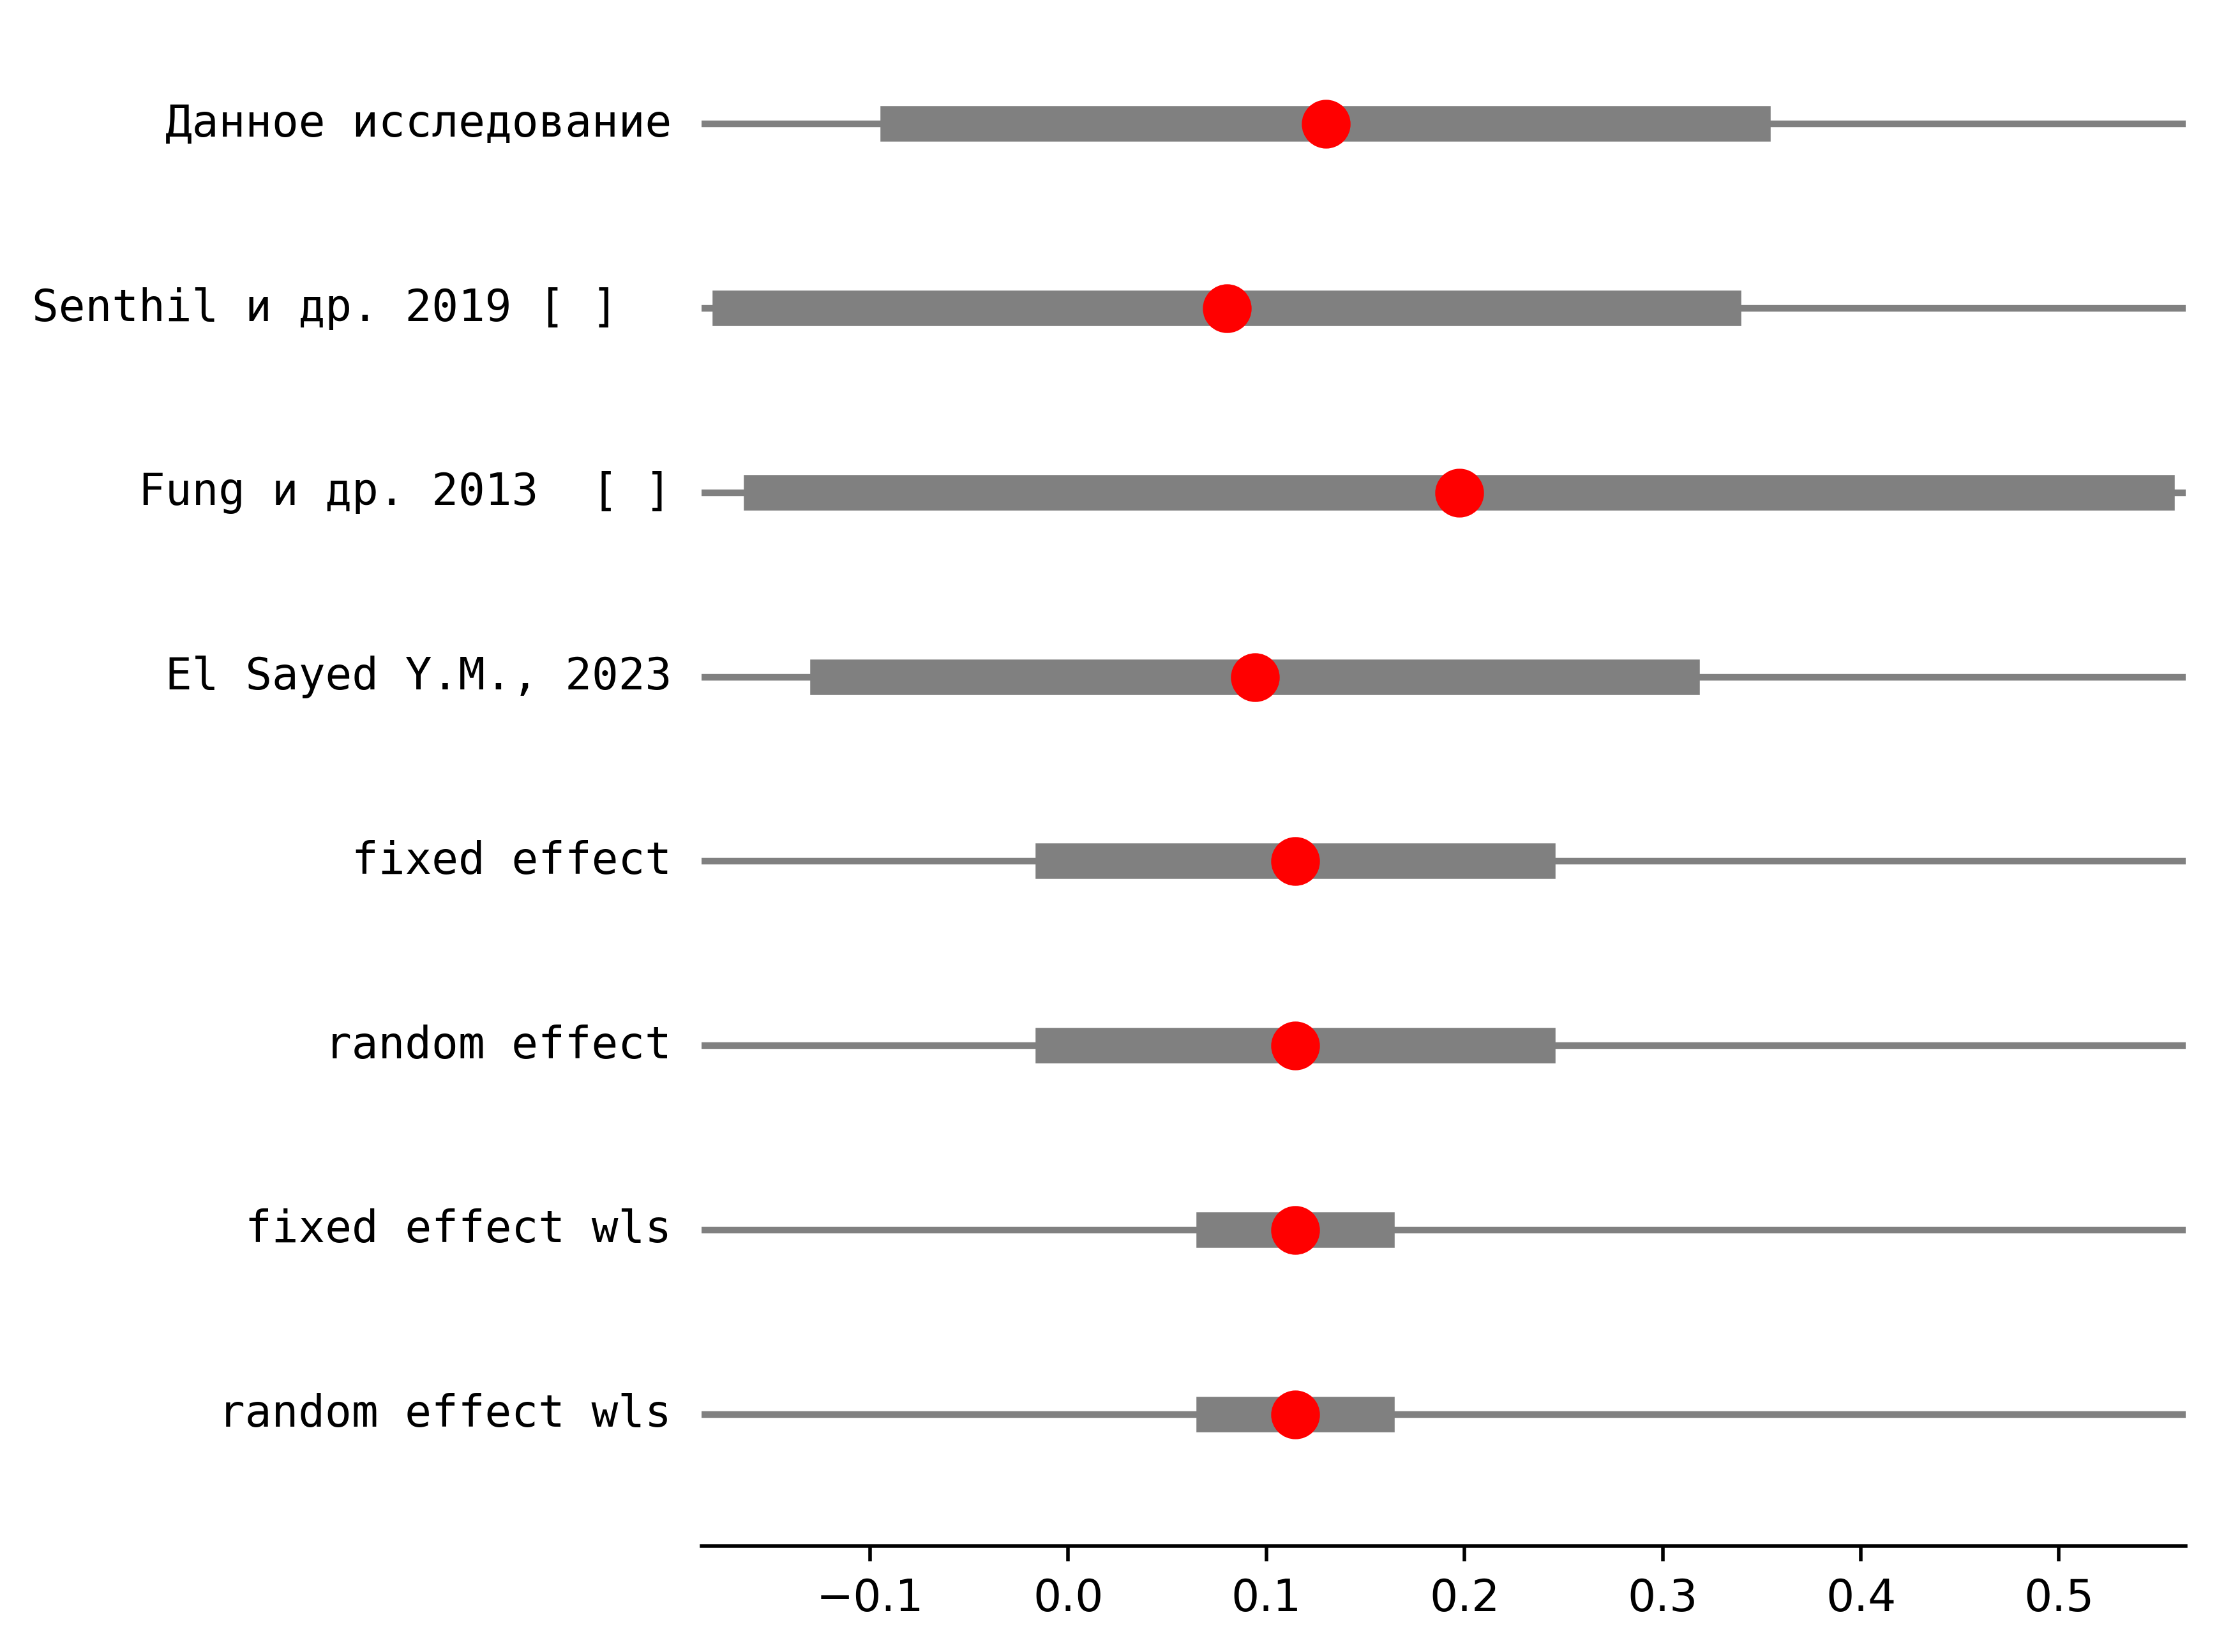 Данное исследование
Senthil и др. 2019 [ ]
Fung и др. 2013  [ ]
El Sayed Y.M., 2023
fixed effect
random effect
fixed effect wls
random effect wls
−0.1 0.0 0.1 0.2 0.3 0.4 0.5